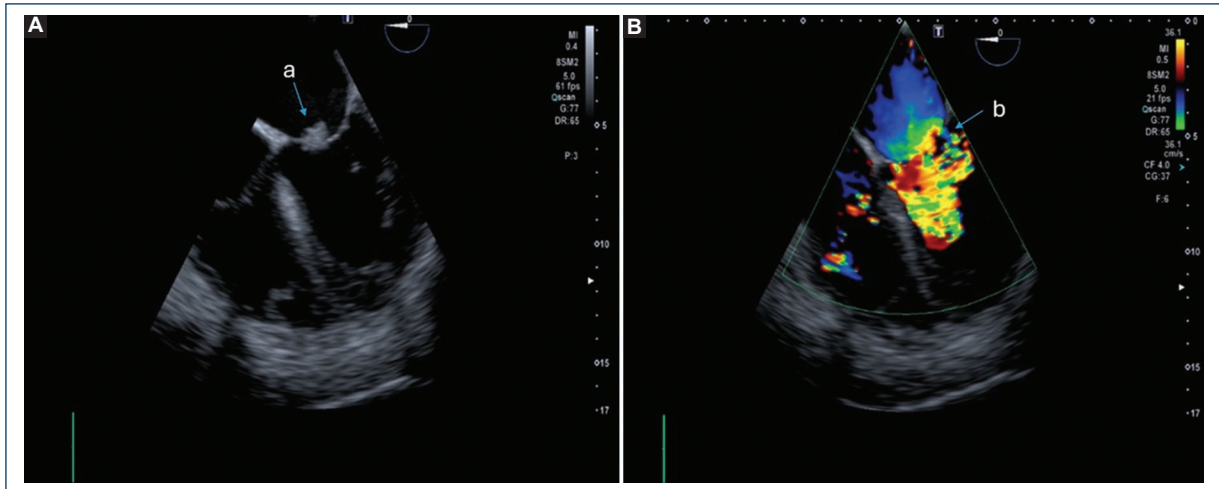 A
T
0
a
MI
0.4
8SM2
5.0
61 fps
Qscan
G:77
DR:65
P:3
5
10
15
17
B
T
0
b
0
36.1
MI
0.5
8SM2
5.0
21 fps
Qscan
G:77
DR:65
36.1
cm/s
CF 4.0
CG:37
F:6
5
10
15
17